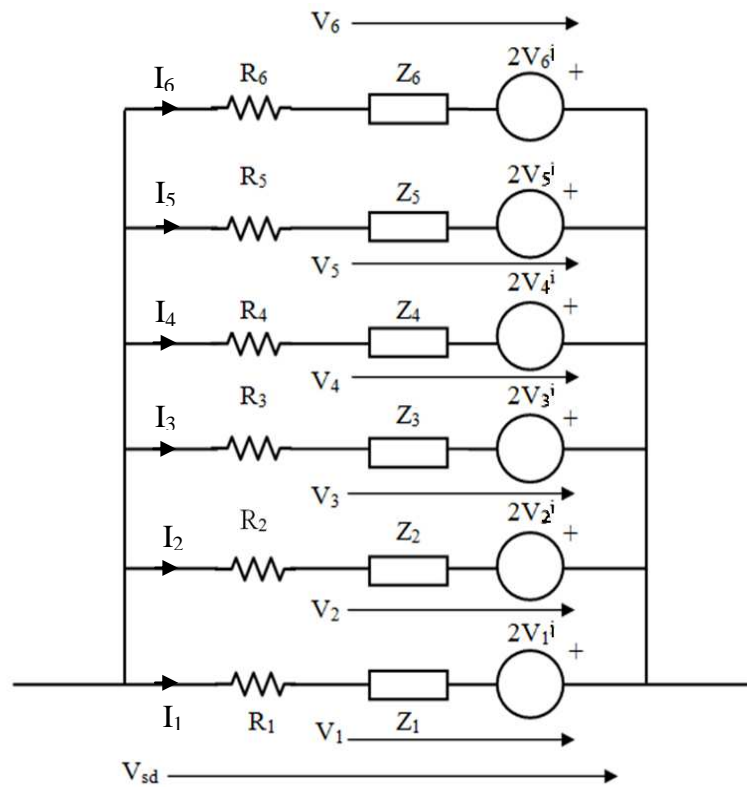 V₆
I₆ R₆ Z₆ 2V₆ⁱ +
I₅ R₅ Z₅ 2V₅ⁱ +
V₅
I₄ R₄ Z₄ 2V₄ⁱ +
V₄
I₃ R₃ Z₃ 2V₃ⁱ +
V₃
I₂ R₂ Z₂ 2V₂ⁱ +
V₂
2V₁ⁱ +
I₁ R₁ V₁ Z₁
V_sd